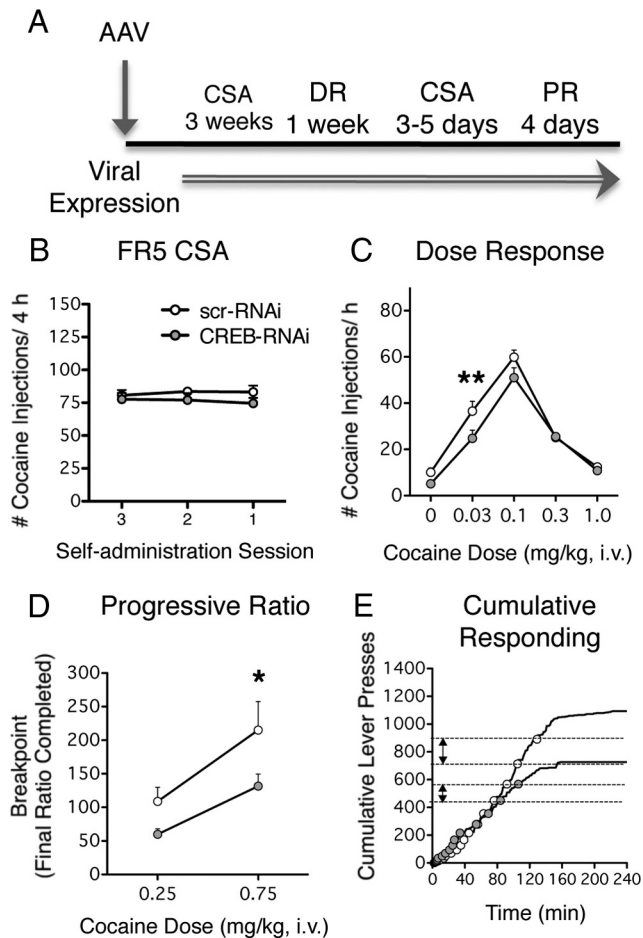 A
AAV
CSA
3 weeks
DR
1 week
CSA
3-5 days
PR
4 days
Viral
Expression
B
FR5 CSA
# Cocaine Injections/ 4 h
150
125
100
75
50
25
0
scr-RNAi
CREB-RNAi
3 2 1
Self-administration Session
C
Dose Response
# Cocaine Injections/ h
80
60
40
20
0
**
0 0.03 0.1 0.3 1.0
Cocaine Dose (mg/kg, i.v.)
D
Progressive Ratio
Breakpoint
(Final Ratio Completed)
300
250
200
150
100
50
0
*
0.25 0.75
Cocaine Dose (mg/kg, i.v.)
E
Cumulative
Responding
Cumulative Lever Presses
1400
1200
1000
800
600
400
200
0
0 40 80 120 160 200 240
Time (min)